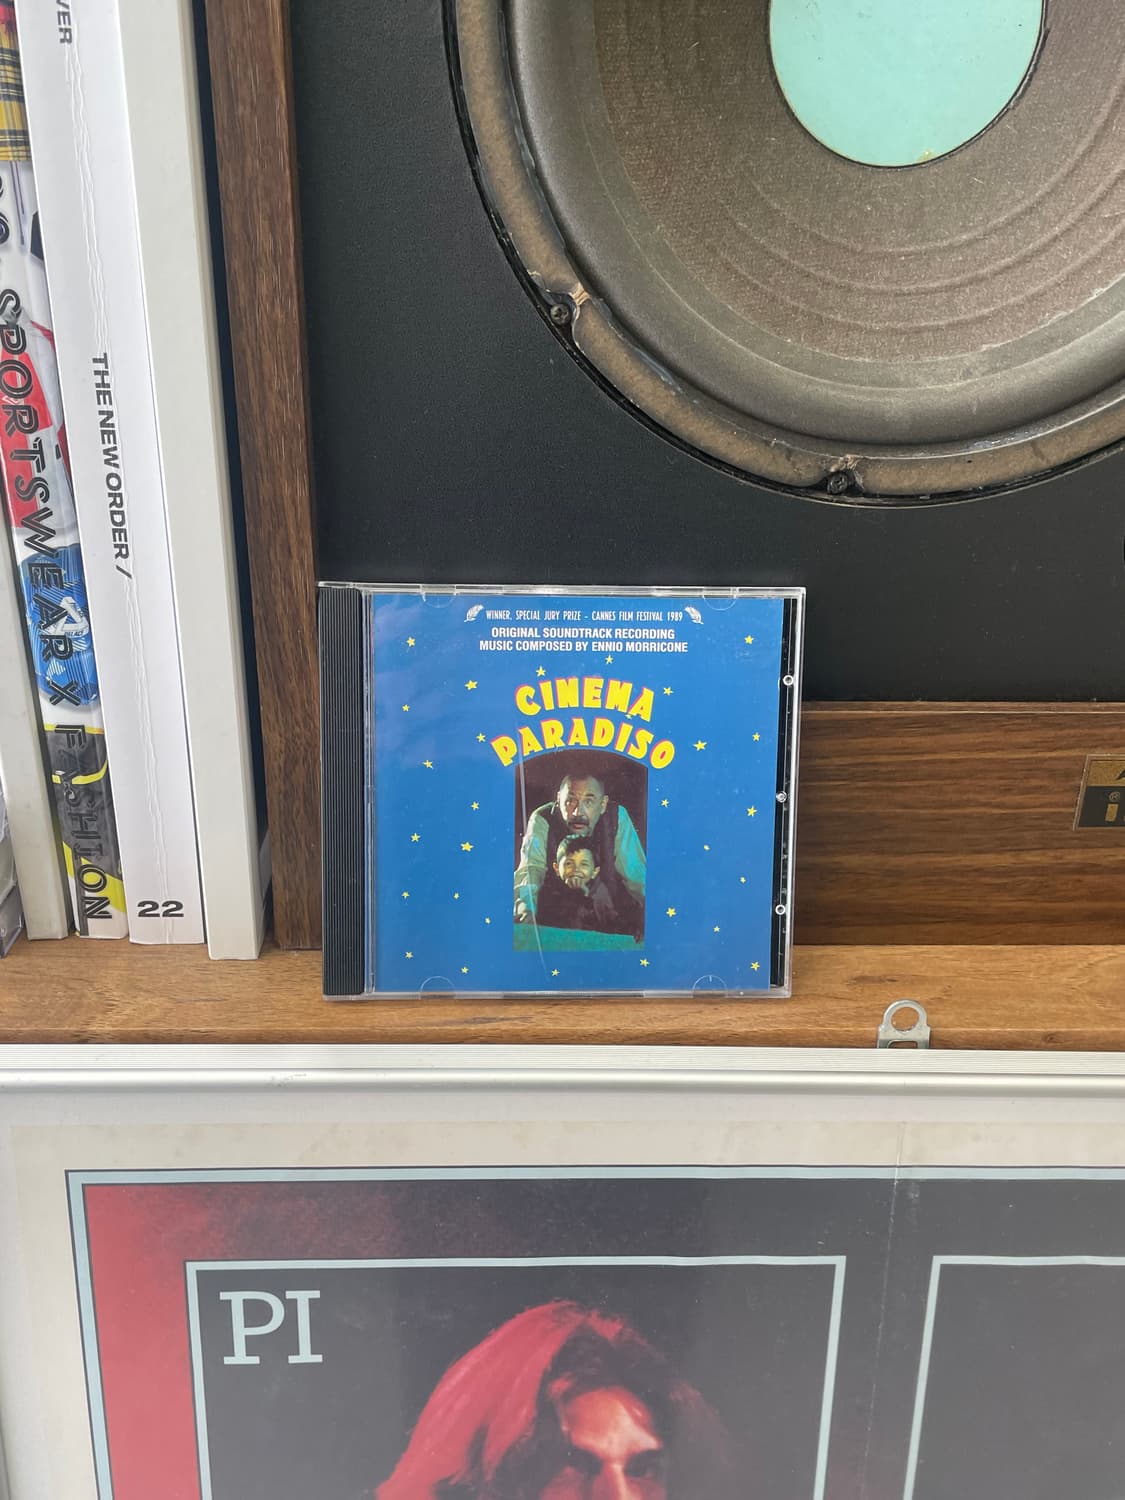 SPORTSWEAR X FASHION
THE NEW ORDER /
22
WINNER, SPECIAL JURY PRIZE - CANNES FILM FESTIVAL 1989
ORIGINAL SOUNDTRACK RECORDING
MUSIC COMPOSED BY ENNIO MORRICONE
CINEMA
PARADISO
PI